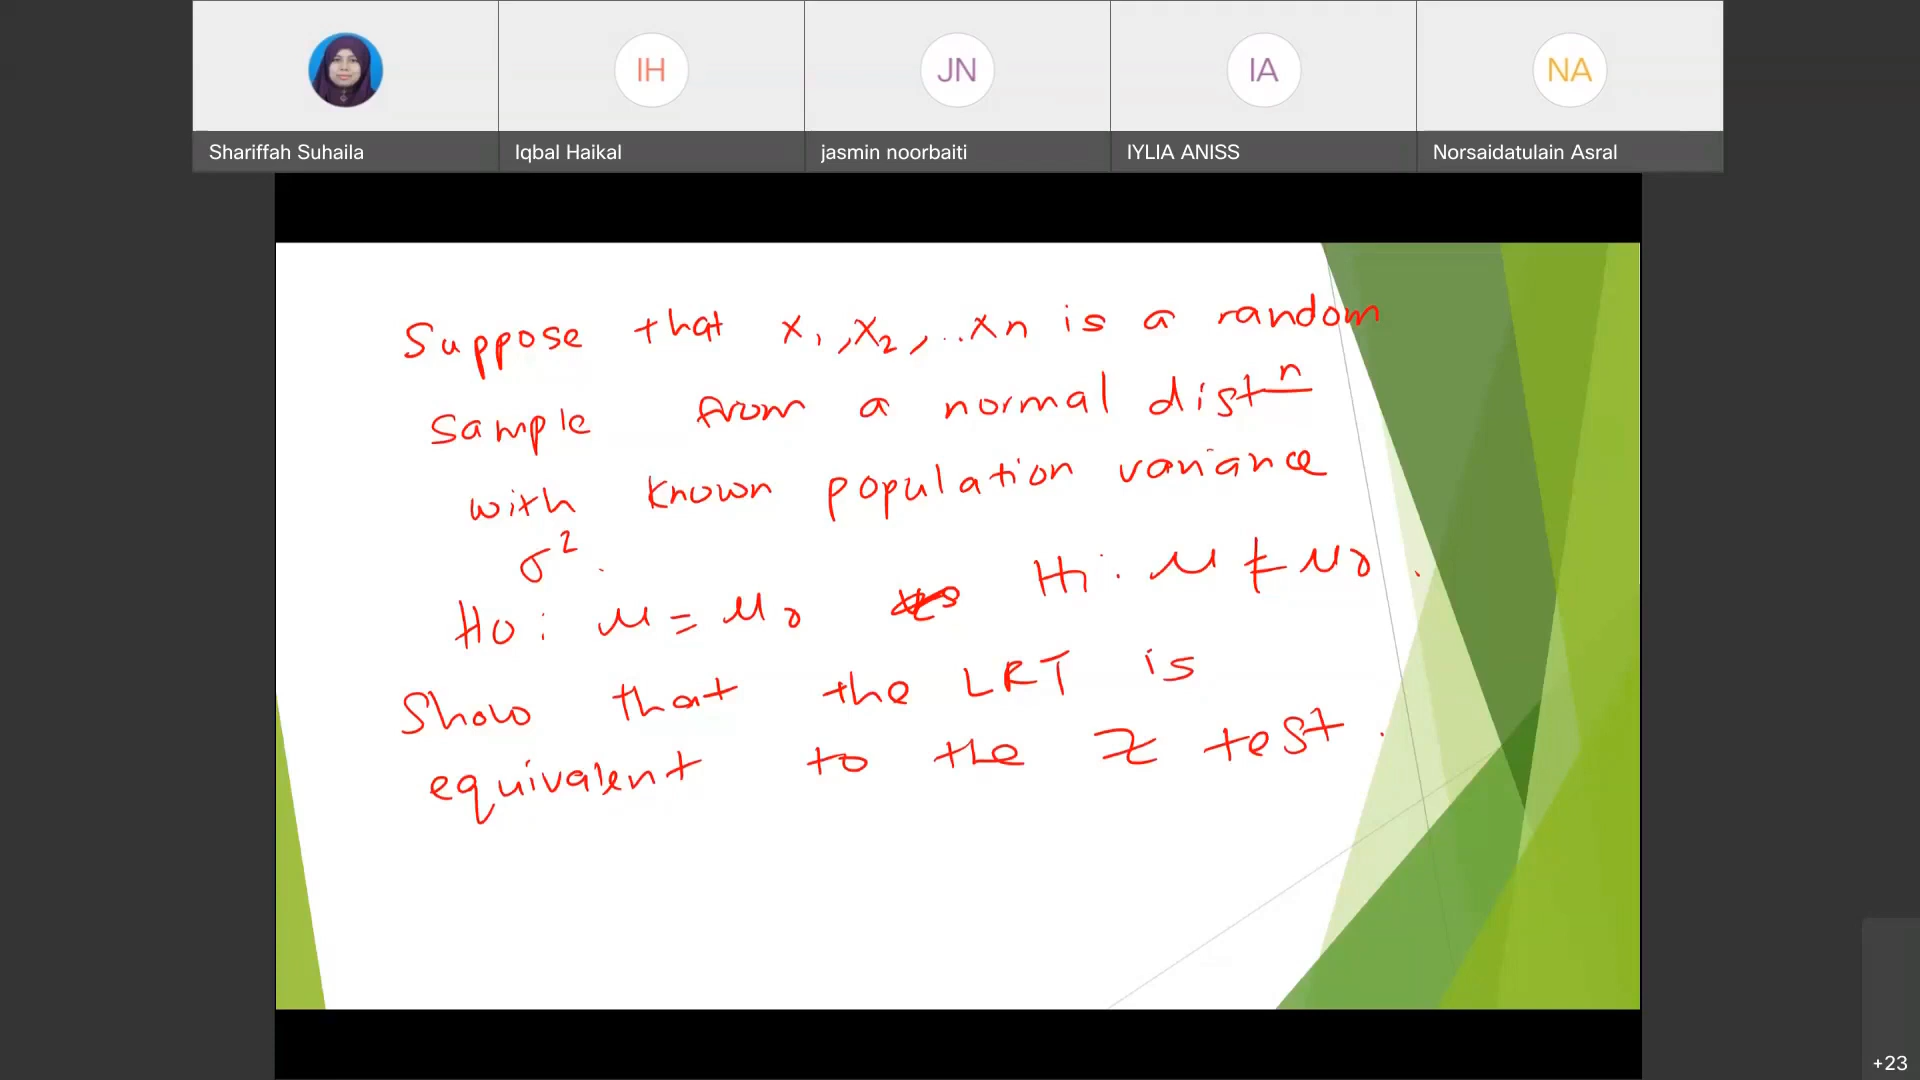 IH JN IA NA
Shariffah Suhaila Iqbal Haikal jasmin noorbaiti IYLIA ANISS Norsaidatulain Asral
Suppose that X₁, X₂, ..Xn is a random
sample from a normal distⁿ
with known population variance
σ².
H0: μ = μ0 H1: μ ≠ μ0.
Show that the LRT is
equivalent to the Z test.
+23